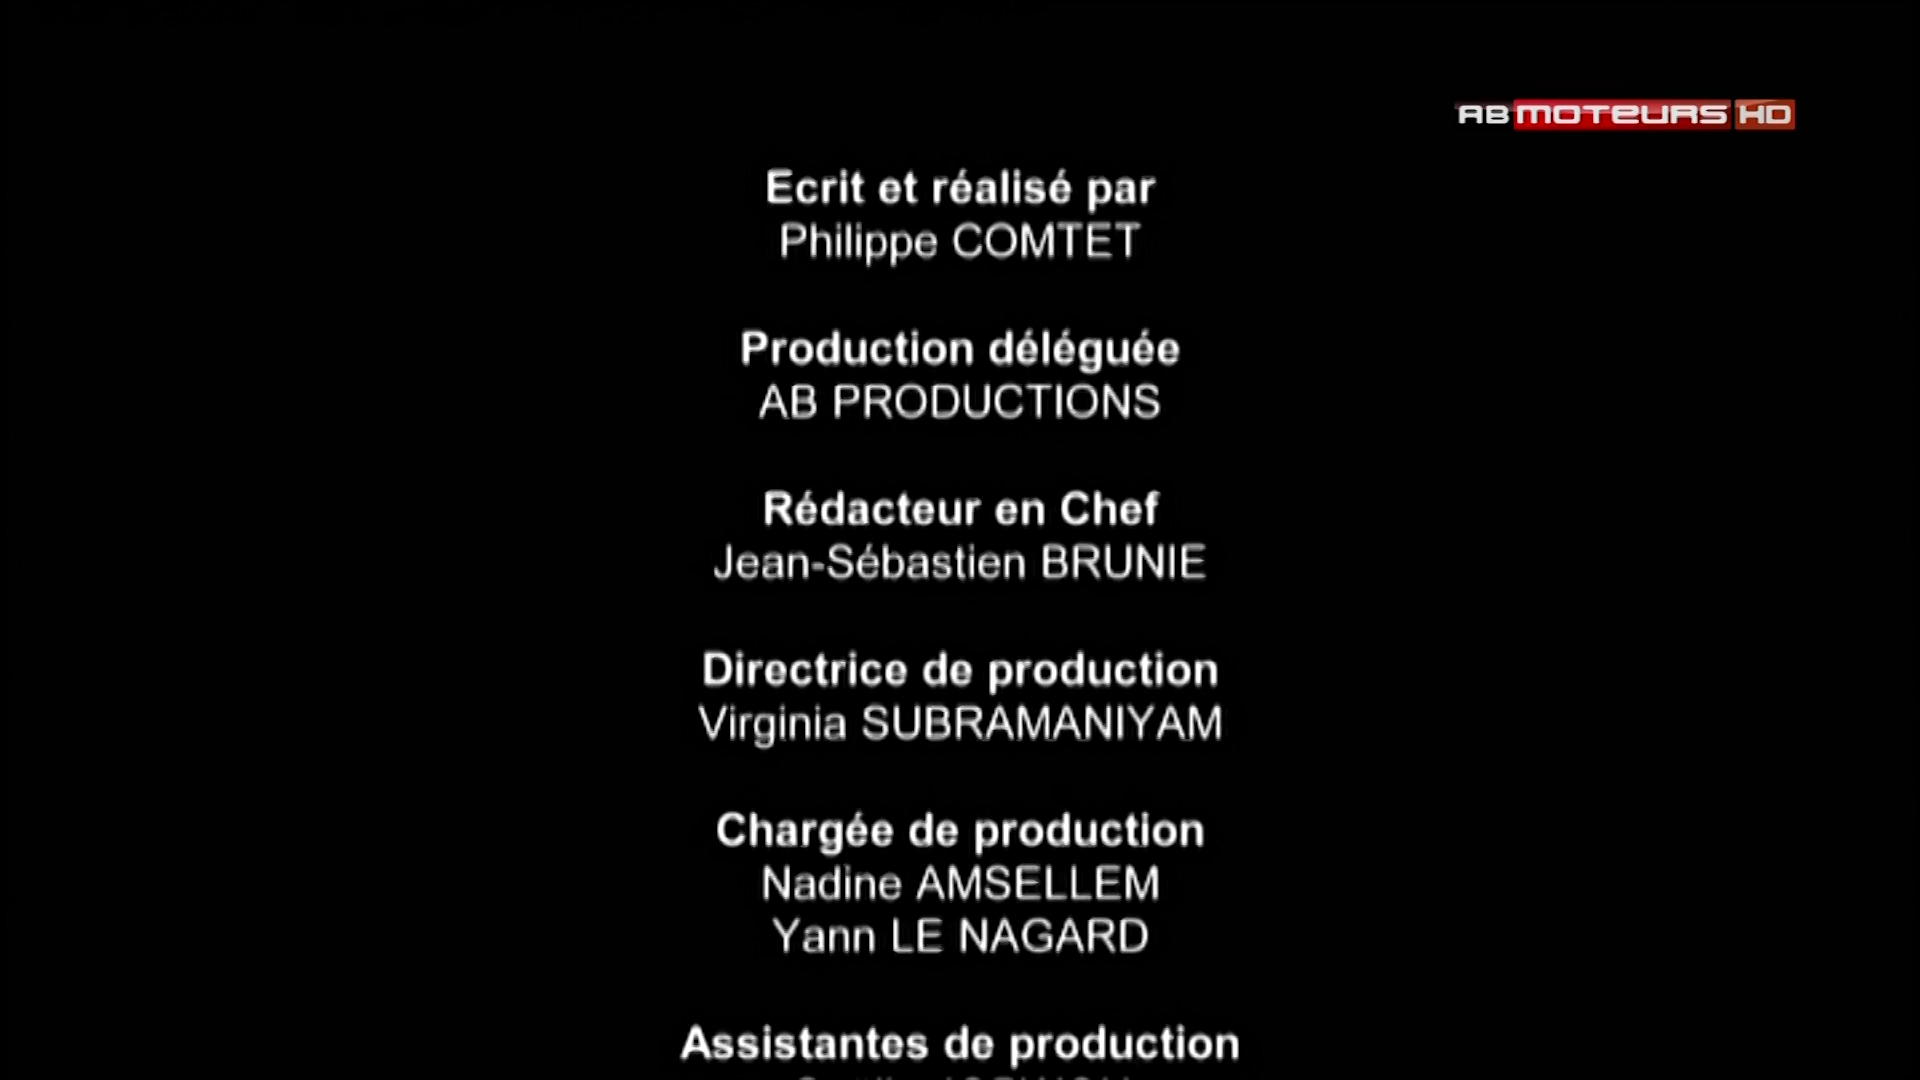 AB MOTEURS HD
Ecrit et réalisé par
Philippe COMTET
Production déléguée
AB PRODUCTIONS
Rédacteur en Chef
Jean-Sébastien BRUNIE
Directrice de production
Virginia SUBRAMANIYAM
Chargée de production
Nadine AMSELLEM
Yann LE NAGARD
Assistantes de production